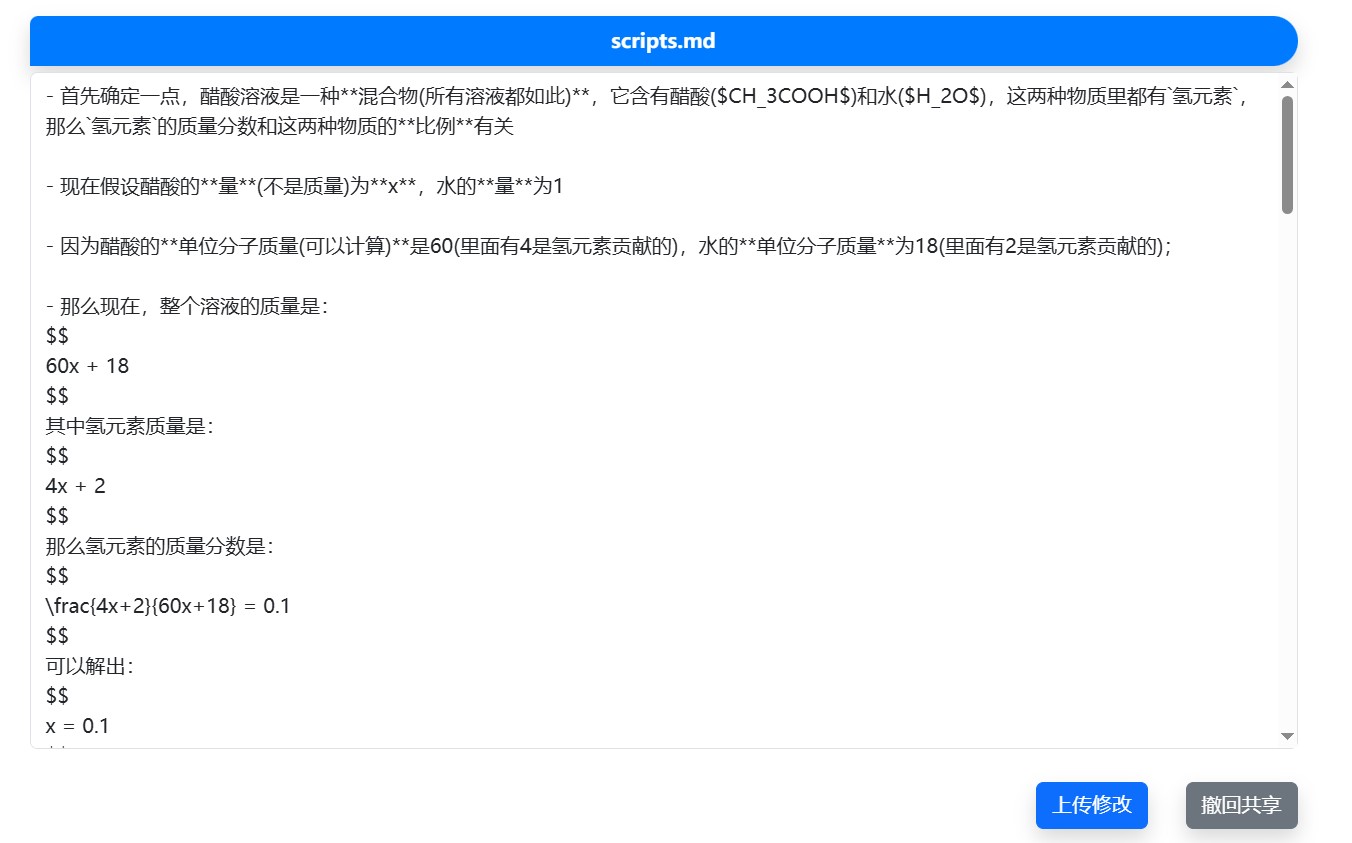 scripts.md
- 首先确定一点，醋酸溶液是一种**混合物(所有溶液都如此)**，它含有醋酸($CH_3COOH$)和水($H_2O$)，这两种物质里都有`氢元素`，
那么`氢元素`的质量分数和这两种物质的**比例**有关
- 现在假设醋酸的**量**(不是质量)为**x**，水的**量**为1
- 因为醋酸的**单位分子质量(可以计算)**是60(里面有4是氢元素贡献的)，水的**单位分子质量**为18(里面有2是氢元素贡献的)；
- 那么现在，整个溶液的质量是：
$$
60x + 18
$$
其中氢元素质量是：
$$
4x + 2
$$
那么氢元素的质量分数是：
$$
\frac{4x+2}{60x+18} = 0.1
$$
可以解出：
$$
x = 0.1
上传修改
撤回共享